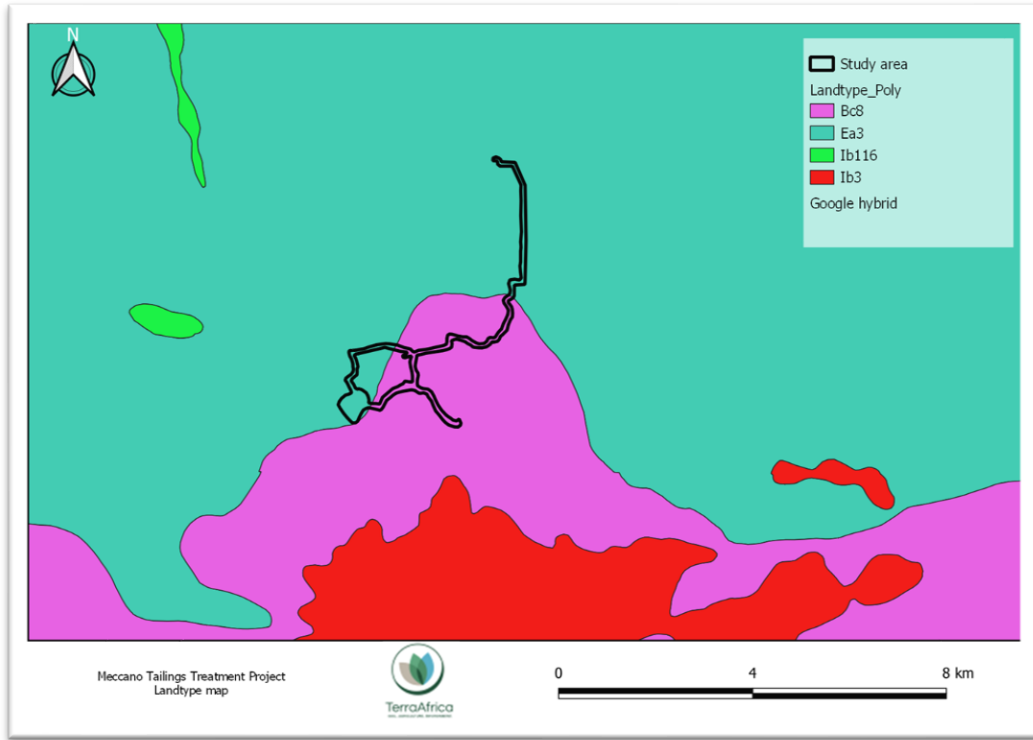 N
Study area
Landtype_Poly
Bc8
Ea3
Ib116
Ib3
Google hybrid
Meccano Tailings Treatment Project
Landtype map
TerraAfrica
0 4 8 km